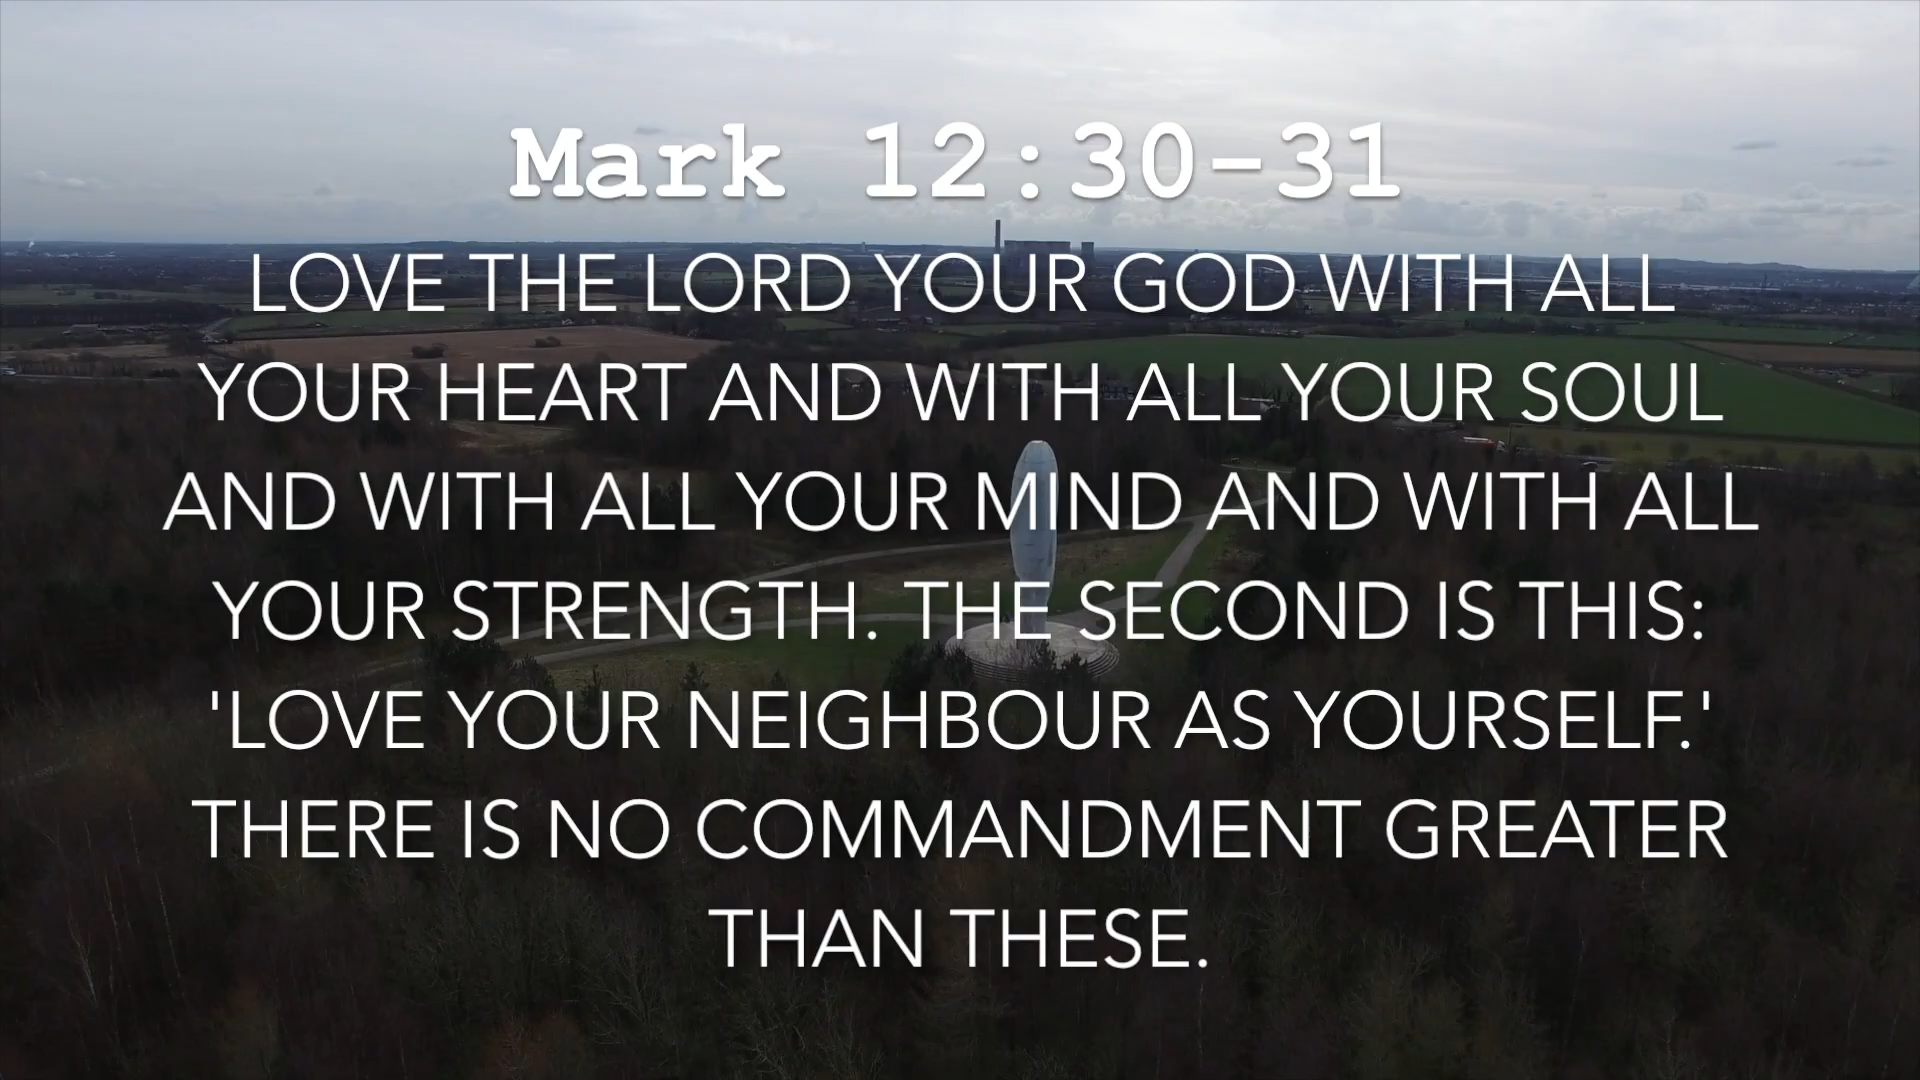 Mark 12:30-31
LOVE THE LORD YOUR GOD WITH ALL
YOUR HEART AND WITH ALL YOUR SOUL
AND WITH ALL YOUR MIND AND WITH ALL
YOUR STRENGTH. THE SECOND IS THIS:
'LOVE YOUR NEIGHBOUR AS YOURSELF.'
THERE IS NO COMMANDMENT GREATER
THAN THESE.